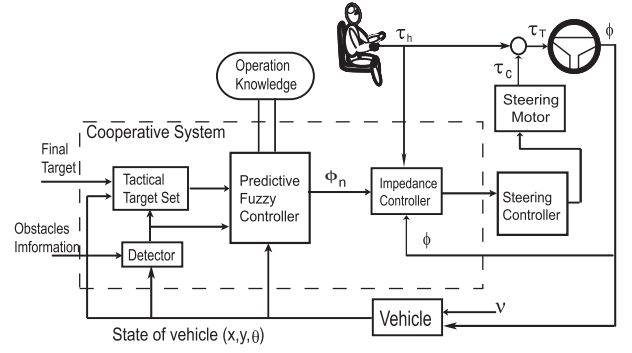 τh
τT
ϕ
Operation
Knowledge
τC
Steering
Motor
Cooperative System
Final
Target
Tactical
Target Set
Predictive
Fuzzy
Controller
Φn
Impedance
Controller
Steering
Controller
Obstacles
Imformation
Detector
ϕ
Vehicle
ν
State of vehicle (x,y,θ)